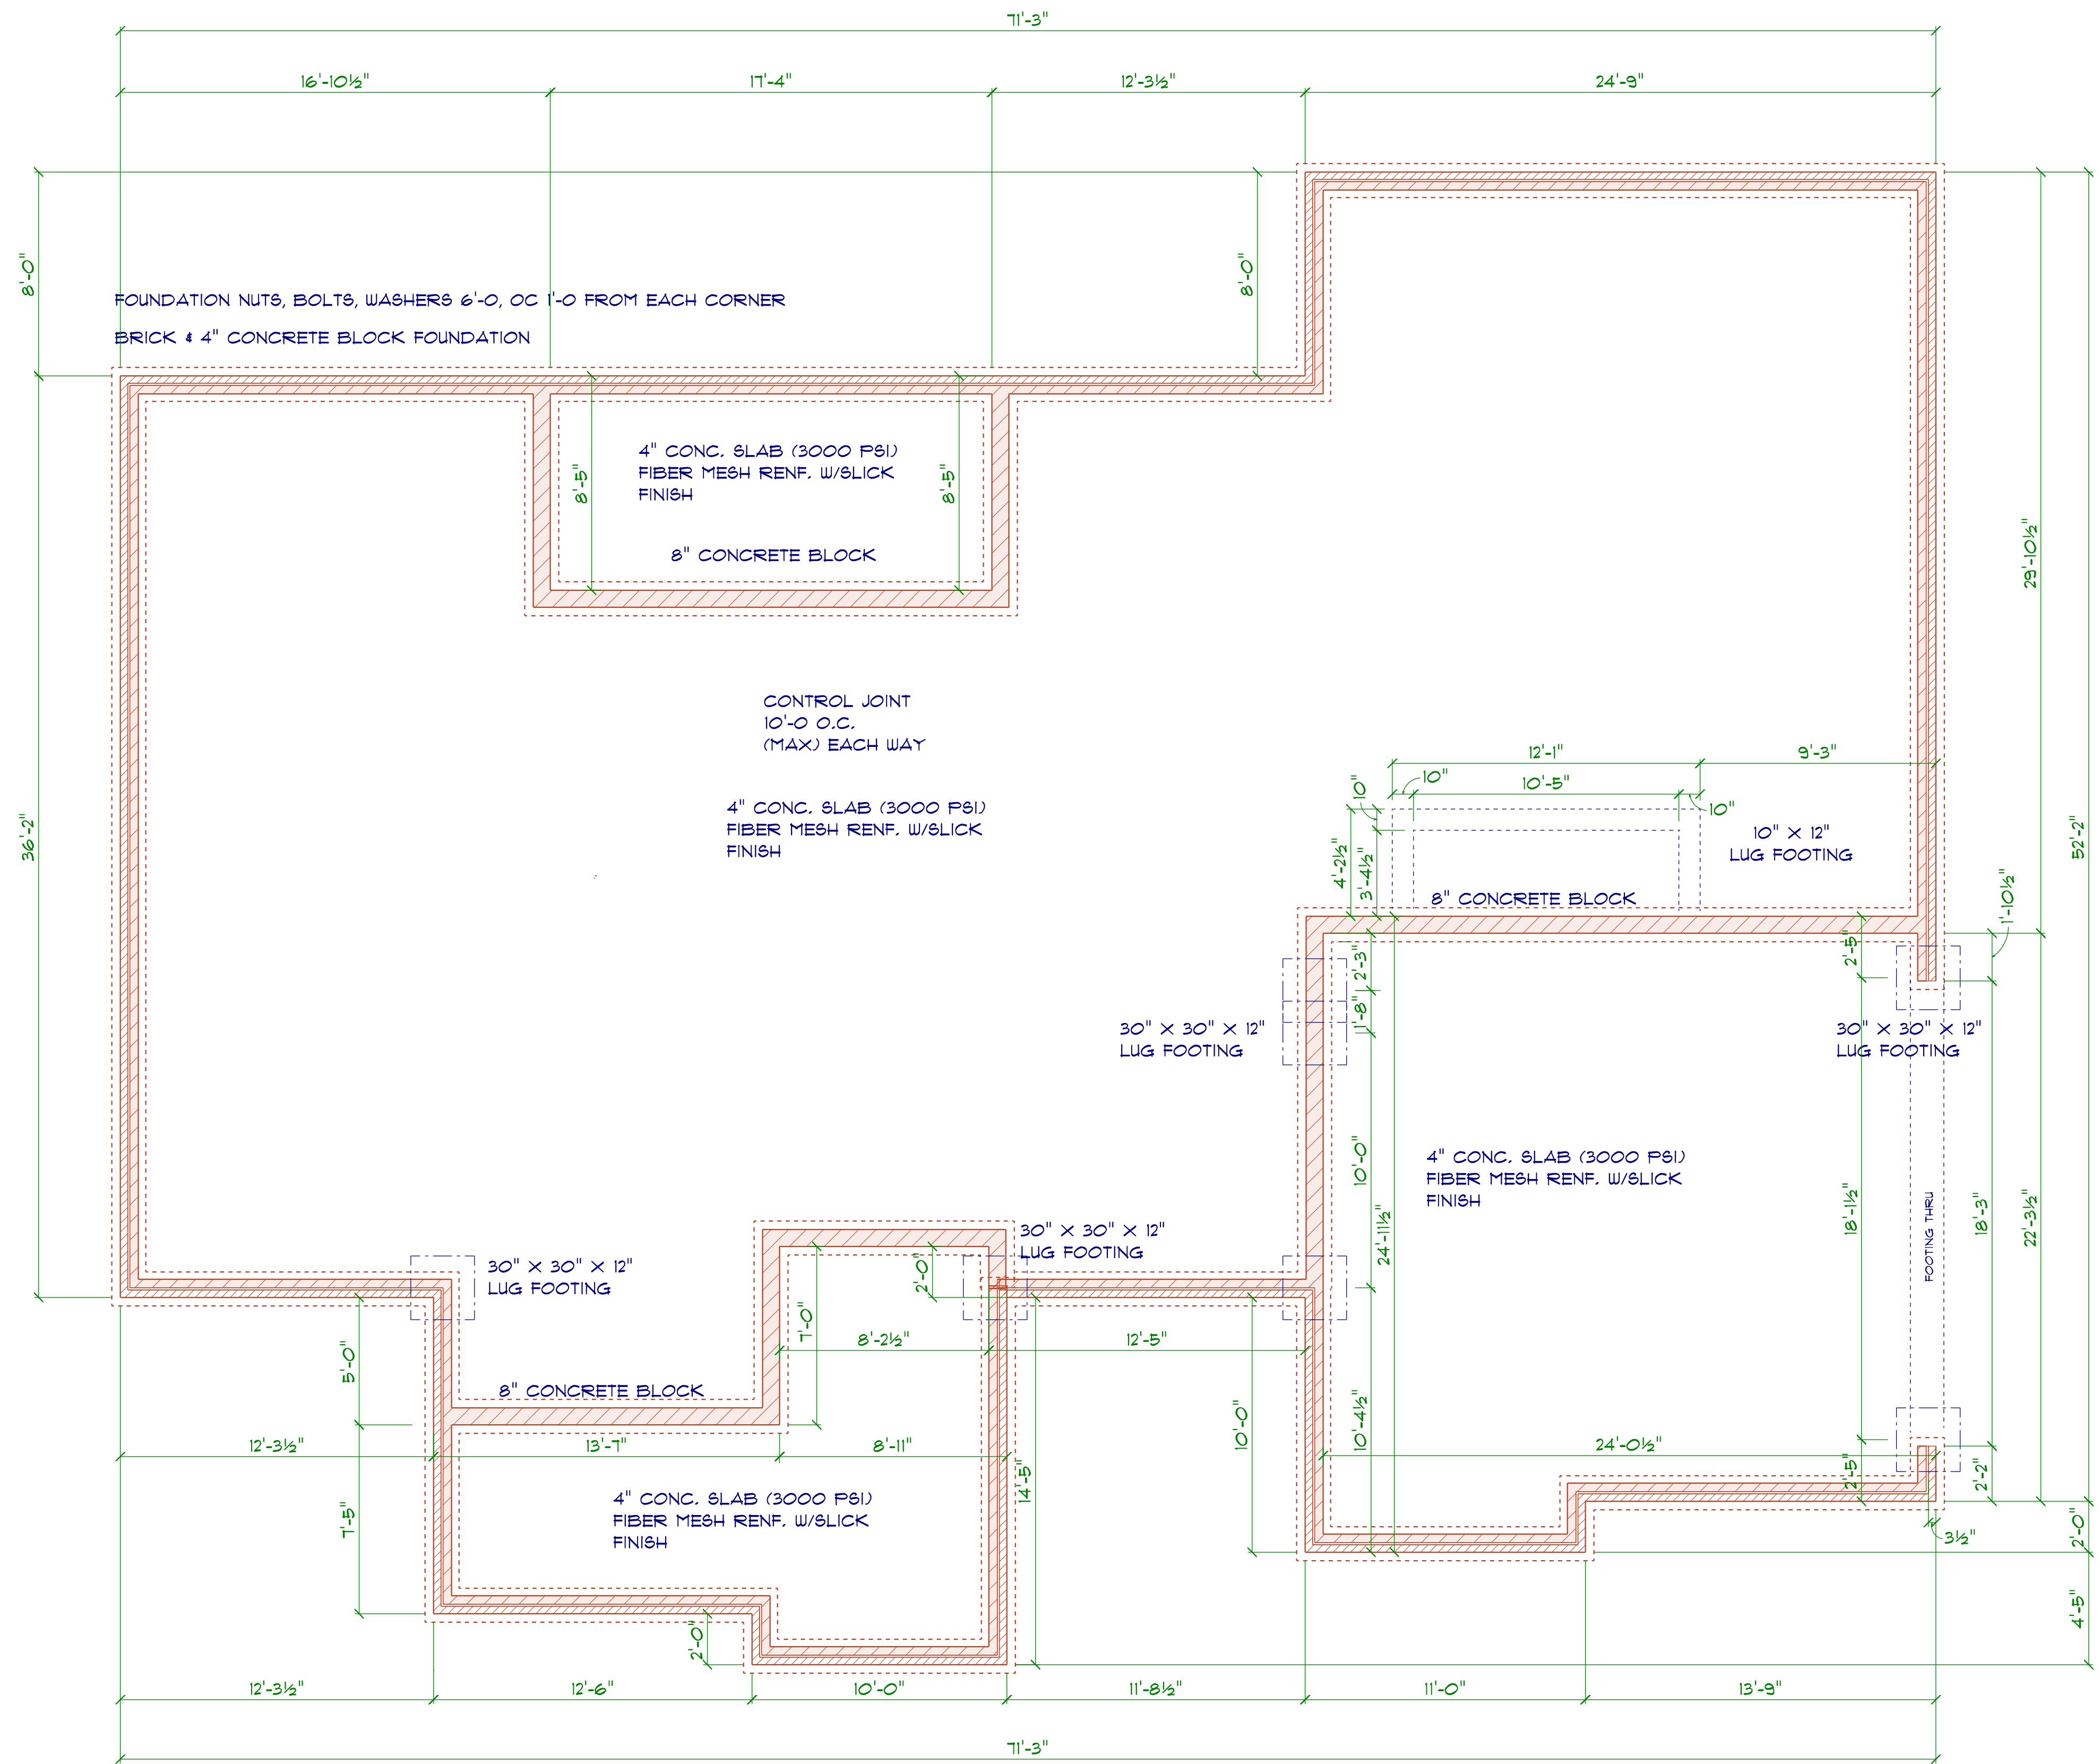 71'-3"
16'-10½"
17'-4"
12'-3½"
24'-9"
8'-0"
8'-0"
FOUNDATION NUTS, BOLTS, WASHERS 6'-0, OC 1'-0 FROM EACH CORNER
BRICK & 4" CONCRETE BLOCK FOUNDATION
4" CONC. SLAB (3000 PSI)
FIBER MESH RENF. W/SLICK
FINISH
8'-5"
8'-5"
8" CONCRETE BLOCK
29'-10½"
CONTROL JOINT
10'-0 O.C.
(MAX) EACH WAY
4" CONC. SLAB (3000 PSI)
FIBER MESH RENF. W/SLICK
FINISH
36'-2"
52'-2"
12'-1"
9'-3"
10"
10'-5"
10"
10"
4'-2½"
3'-4½"
10" X 12"
LUG FOOTING
8" CONCRETE BLOCK
1'-10½"
2'-5"
2'-3"
1'-8"
30" X 30" X 12"
LUG FOOTING
30" X 30" X 12"
LUG FOOTING
10'-0"
24'-11½"
4" CONC. SLAB (3000 PSI)
FIBER MESH RENF. W/SLICK
FINISH
18'-1½"
FOOTING THRU
18'-3"
22'-3½"
30" X 30" X 12"
LUG FOOTING
30" X 30" X 12"
LUG FOOTING
2'-0"
7'-0"
8'-2½"
12'-5"
5'-0"
8" CONCRETE BLOCK
10'-0"
10'-4½"
12'-3½"
13'-7"
8'-11"
24'-0½"
14'-5"
2'-5"
2'-2"
4" CONC. SLAB (3000 PSI)
FIBER MESH RENF. W/SLICK
FINISH
7'-5"
3½"
2'-0"
2'-0"
4'-5"
12'-3½"
12'-6"
10'-0"
11'-8½"
11'-0"
13'-9"
71'-3"